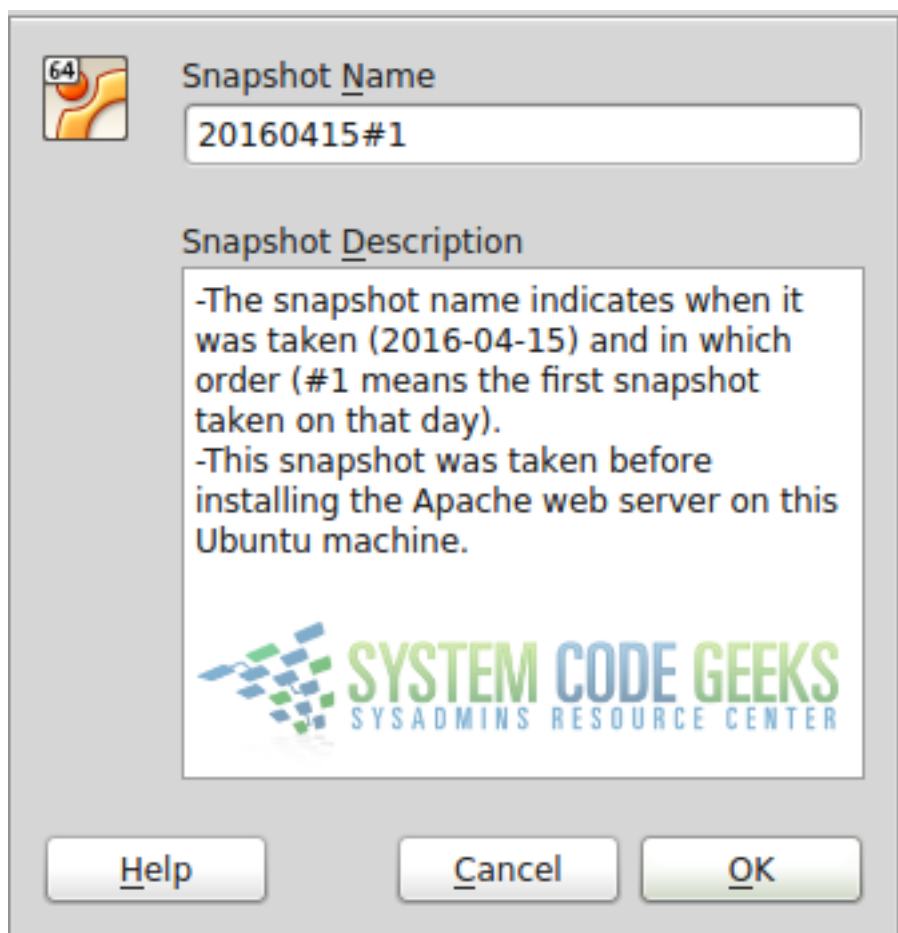 64
Snapshot Name
20160415#1
Snapshot Description
-The snapshot name indicates when it
was taken (2016-04-15) and in which
order (#1 means the first snapshot
taken on that day).
-This snapshot was taken before
installing the Apache web server on this
Ubuntu machine.
SYSTEM CODE GEEKS
SYSADMINS RESOURCE CENTER
Help Cancel OK